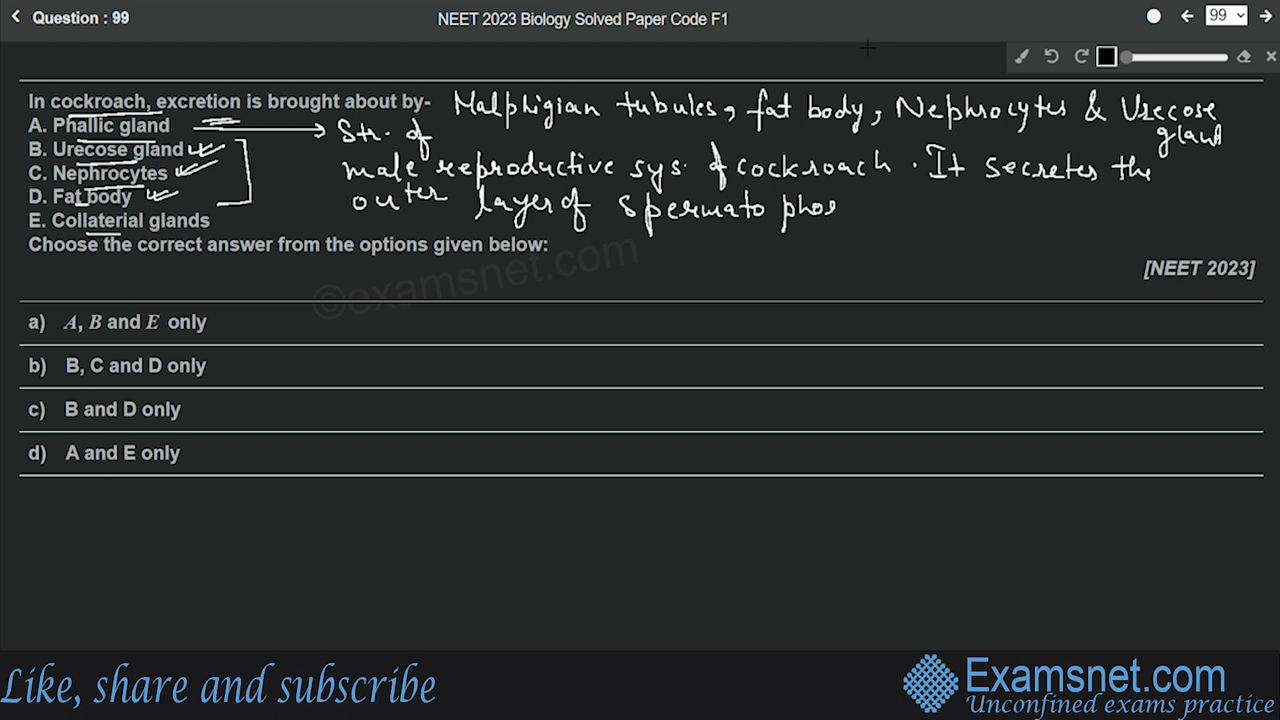 Question : 99
NEET 2023 Biology Solved Paper Code F1
99
In cockroach, excretion is brought about by- Malphigian tubules, fat body, Nephrocytes & Urecose gland
A. Phallic gland → Str. of
B. Urecose gland
male reproductive sys. of cockroach. It secretes the
C. Nephrocytes
D. Fat body
outer layer of spermatophor
E. Collaterial glands
Choose the correct answer from the options given below:
©examsnet.com
[NEET 2023]
a) A, B and E only
b) B, C and D only
c) B and D only
d) A and E only
Like, share and subscribe
Examsnet.com
Unconfined exams practice